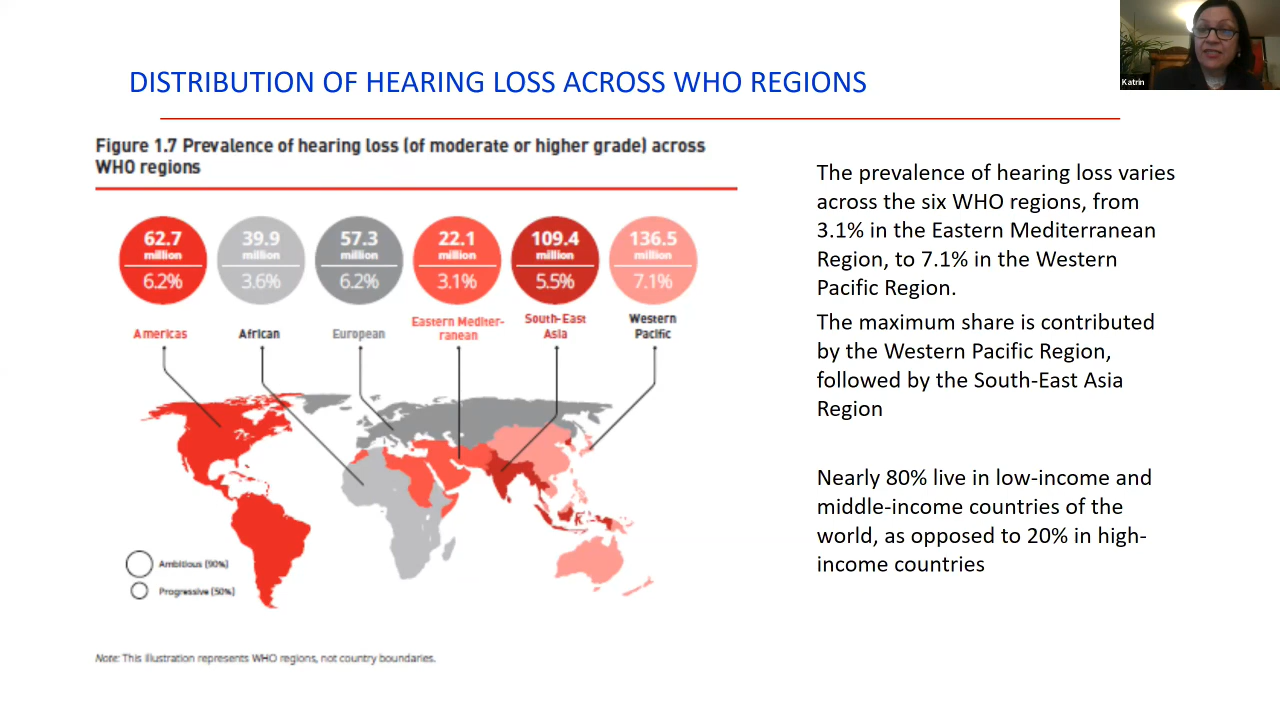 DISTRIBUTION OF HEARING LOSS ACROSS WHO REGIONS
Katrin
Figure 1.7 Prevalence of hearing loss (of moderate or higher grade) across
WHO regions
62.7
million
6.2%
39.9
million
3.6%
57.3
million
6.2%
22.1
million
3.1%
109.4
million
5.5%
136.5
million
7.1%
Americas
African
European
Eastern Mediter-
ranean
South-East
Asia
Western
Pacific
Ambitious (90%)
Progressive (50%)
Note: This illustration represents WHO regions, not country boundaries.
The prevalence of hearing loss varies
across the six WHO regions, from
3.1% in the Eastern Mediterranean
Region, to 7.1% in the Western
Pacific Region.
The maximum share is contributed
by the Western Pacific Region,
followed by the South-East Asia
Region
Nearly 80% live in low-income and
middle-income countries of the
world, as opposed to 20% in high-
income countries